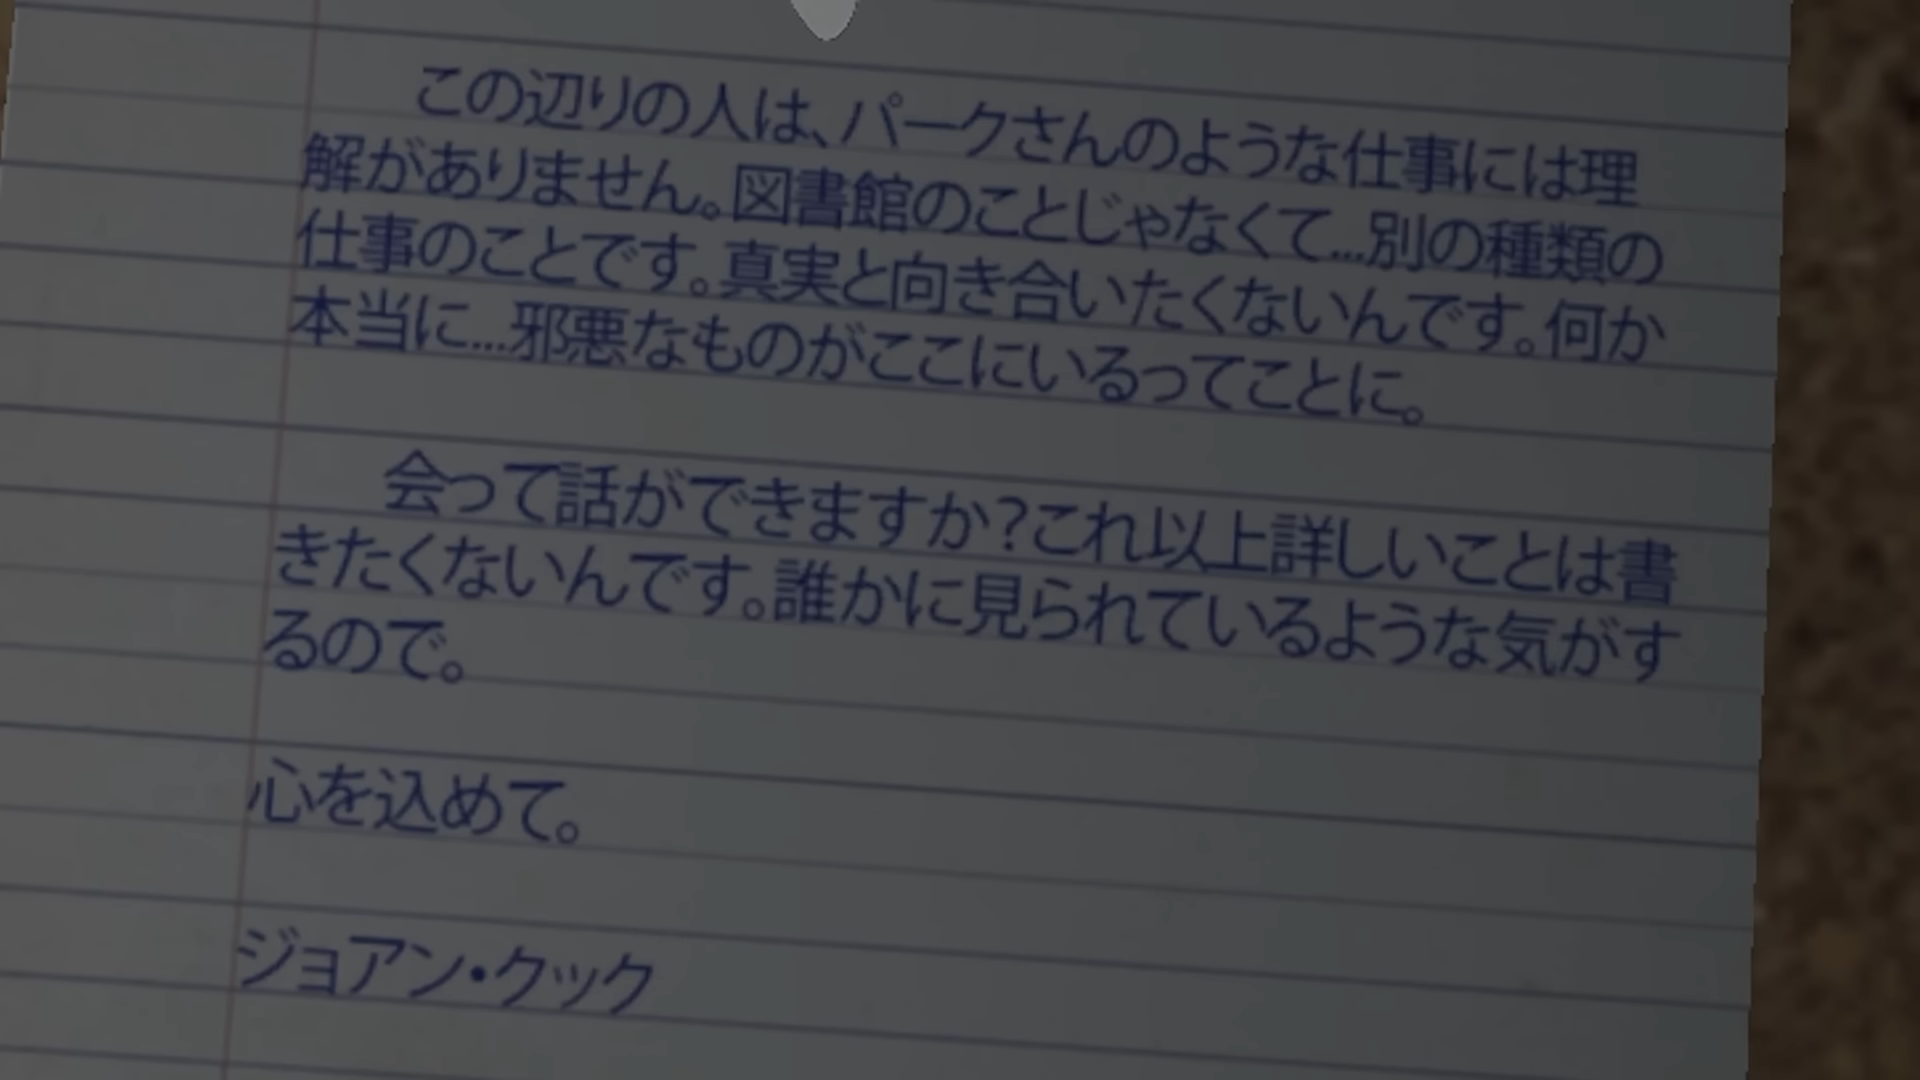 この辺りの人は、パークさんのような仕事には理
解がありません。図書館のことじゃなくて...別の種類の
仕事のことです。真実と向き合いたくないんです。何か
本当に...邪悪なものがここにいるってことに。
会って話ができますか?これ以上詳しいことは書
きたくないんです。誰かに見られているような気がす
るので。
心を込めて。
ジョアン・クック